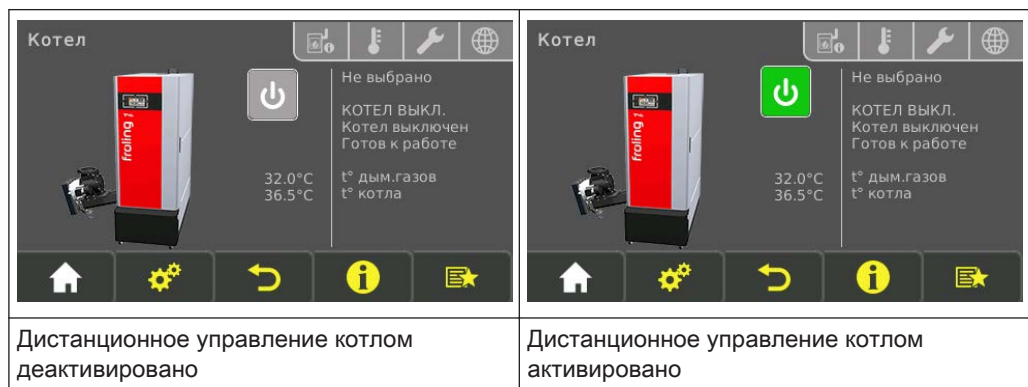 Котел
Не выбрано
КОТЕЛ ВЫКЛ.
Котел выключен
Готов к работе
32.0°C t° дым.газов
36.5°C t° котла
froling
Дистанционное управление котлом
деактивировано
Котел
Не выбрано
КОТЕЛ ВЫКЛ.
Котел выключен
Готов к работе
32.0°C t° дым.газов
36.5°C t° котла
froling
Дистанционное управление котлом
активировано